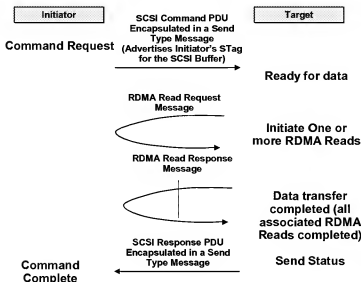 Initiator
Target
SCSI Command PDU
Encapsulated in a Send
Type Message
(Advertises Initiator's STag
for the SCSI Buffer)
Command Request
Ready for data
RDMA Read Request
Message
Initiate One or
more RDMA Reads
RDMA Read Response
Message
Data transfer
completed (all
associated RDMA
Reads completed)
SCSI Response PDU
Encapsulated in a Send
Type Message
Send Status
Command
Complete